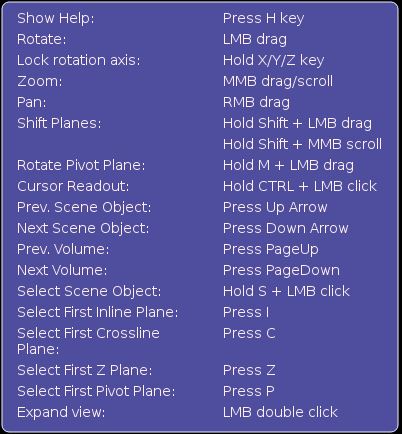 Show Help: Press H key
Rotate: LMB drag
Lock rotation axis: Hold X/Y/Z key
Zoom: MMB drag/scroll
Pan: RMB drag
Shift Planes: Hold Shift + LMB drag
Hold Shift + MMB scroll
Rotate Pivot Plane: Hold M + LMB drag
Cursor Readout: Hold CTRL + LMB click
Prev. Scene Object: Press Up Arrow
Next Scene Object: Press Down Arrow
Prev. Volume: Press PageUp
Next Volume: Press PageDown
Select Scene Object: Hold S + LMB click
Select First Inline Plane: Press I
Select First Crossline Press C
Plane:
Select First Z Plane: Press Z
Select First Pivot Plane: Press P
Expand view: LMB double click